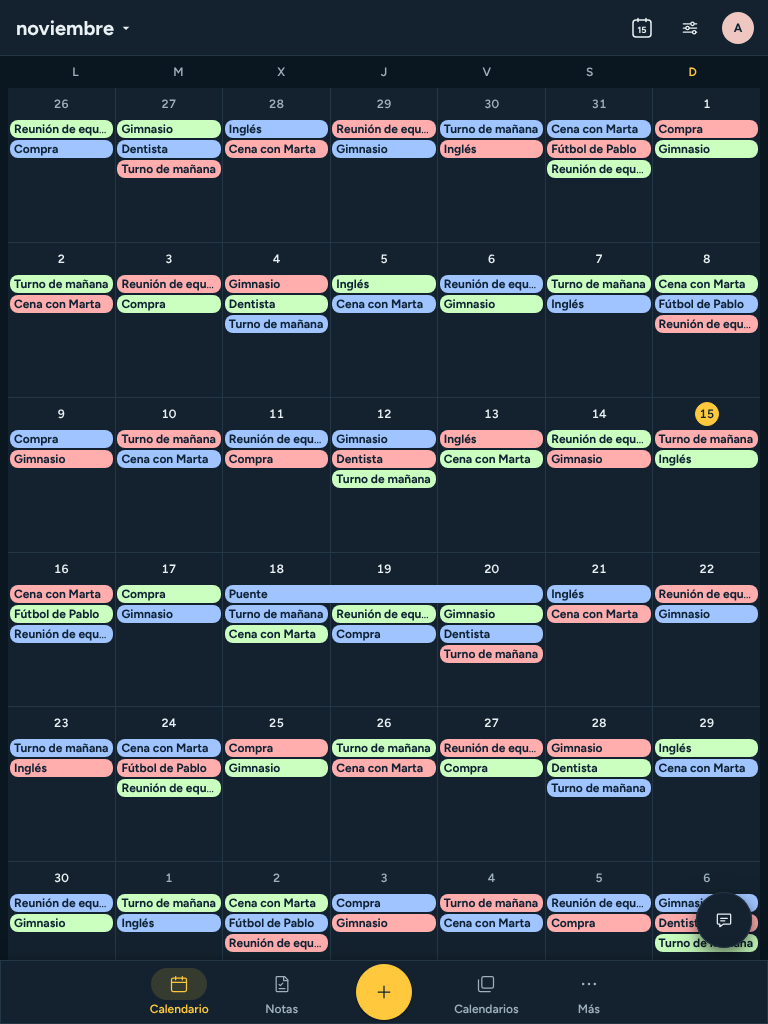 noviembre
15
A
L M X J V S D
26 27 28 29 30 31 1
Reunión de equ... Gimnasio Inglés Reunión de equ... Turno de mañana Cena con Marta Compra
Compra Dentista Cena con Marta Gimnasio Inglés Fútbol de Pablo Gimnasio
Turno de mañana Reunión de equ...
2 3 4 5 6 7 8
Turno de mañana Reunión de equ... Gimnasio Inglés Reunión de equ... Turno de mañana Cena con Marta
Cena con Marta Compra Dentista Cena con Marta Gimnasio Inglés Fútbol de Pablo
Turno de mañana Reunión de equ...
9 10 11 12 13 14 15
Compra Turno de mañana Reunión de equ... Gimnasio Inglés Reunión de equ... Turno de mañana
Gimnasio Cena con Marta Compra Dentista Cena con Marta Gimnasio Inglés
Turno de mañana
16 17 18 19 20 21 22
Cena con Marta Compra Puente Inglés Reunión de equ...
Fútbol de Pablo Gimnasio Turno de mañana Reunión de equ... Gimnasio Cena con Marta Gimnasio
Reunión de equ... Cena con Marta Compra Dentista
Turno de mañana
23 24 25 26 27 28 29
Turno de mañana Cena con Marta Compra Turno de mañana Reunión de equ... Gimnasio Inglés
Inglés Fútbol de Pablo Gimnasio Cena con Marta Compra Dentista Cena con Marta
Reunión de equ... Turno de mañana
30 1 2 3 4 5 6
Reunión de equ... Turno de mañana Cena con Marta Compra Turno de mañana Reunión de equ... Gimnasio
Gimnasio Inglés Fútbol de Pablo Gimnasio Cena con Marta Compra Dentista
Reunión de equ... Turno de mañana
Calendario Notas Calendarios Más